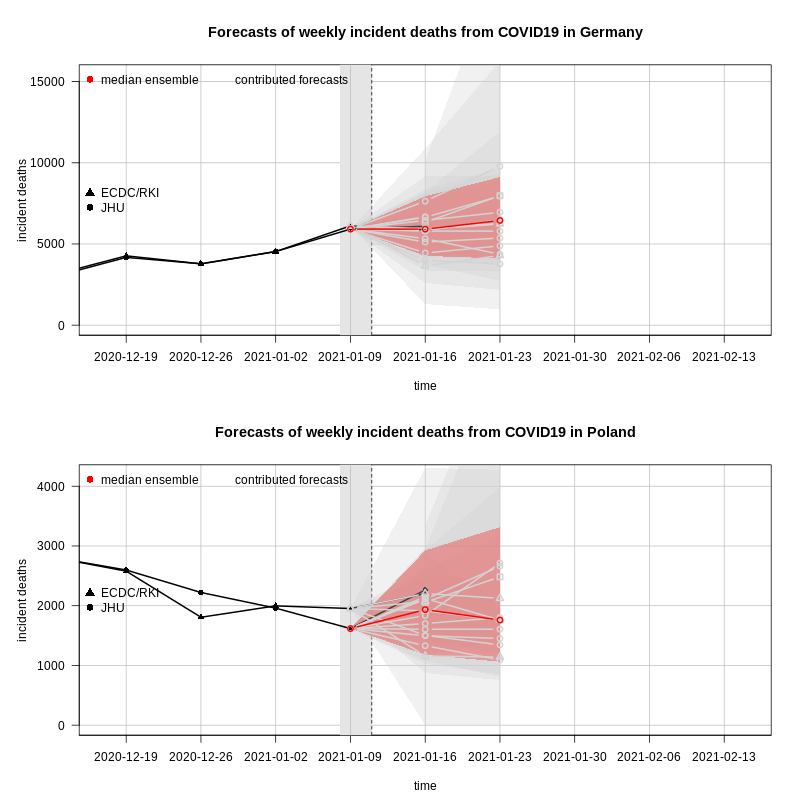 Forecasts of weekly incident deaths from COVID19 in Germany
median ensemble contributed forecasts
15000
10000
5000
0
incident deaths
ECDC/RKI
JHU
2020-12-19 2020-12-26 2021-01-02 2021-01-09 2021-01-16 2021-01-23 2021-01-30 2021-02-06 2021-02-13
time
Forecasts of weekly incident deaths from COVID19 in Poland
median ensemble contributed forecasts
4000
3000
2000
1000
0
incident deaths
ECDC/RKI
JHU
2020-12-19 2020-12-26 2021-01-02 2021-01-09 2021-01-16 2021-01-23 2021-01-30 2021-02-06 2021-02-13
time